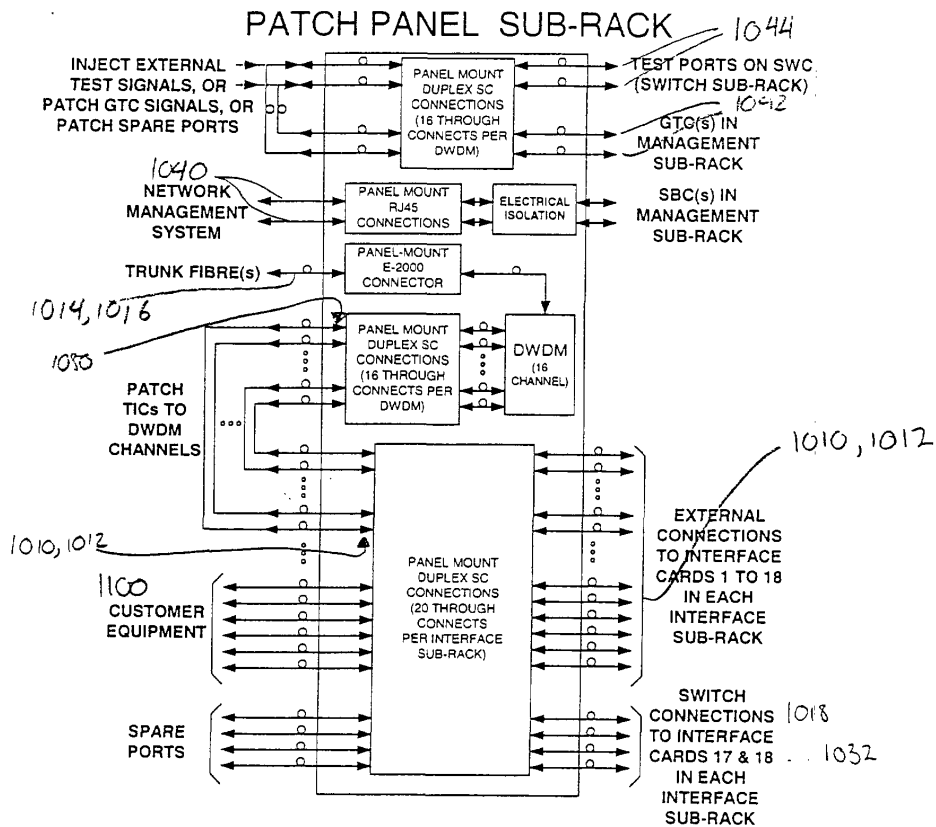 PATCH PANEL SUB-RACK
1044
INJECT EXTERNAL
TEST SIGNALS, OR
PATCH GTC SIGNALS, OR
PATCH SPARE PORTS
PANEL MOUNT
DUPLEX SC
CONNECTIONS
(16 THROUGH
CONNECTS PER
DWDM)
TEST PORTS ON SWC
(SWITCH SUB-RACK)
1042
GTC(s) IN
MANAGEMENT
SUB-RACK
1040
NETWORK
MANAGEMENT
SYSTEM
PANEL MOUNT
RJ45
CONNECTIONS
ELECTRICAL
ISOLATION
SBC(s) IN
MANAGEMENT
SUB-RACK
TRUNK FIBRE(s)
PANEL-MOUNT
E-2000
CONNECTOR
1014, 1016
1080
PANEL MOUNT
DUPLEX SC
CONNECTIONS
(16 THROUGH
CONNECTS PER
DWDM)
DWDM
(16
CHANNEL)
PATCH
TICs TO
DWDM
CHANNELS
1010, 1012
1010, 1012
PANEL MOUNT
DUPLEX SC
CONNECTIONS
(20 THROUGH
CONNECTS
PER INTERFACE
SUB-RACK)
EXTERNAL
CONNECTIONS
TO INTERFACE
CARDS 1 TO 18
IN EACH
INTERFACE
SUB-RACK
1100
CUSTOMER
EQUIPMENT
SPARE
PORTS
SWITCH
CONNECTIONS 1018
TO INTERFACE
CARDS 17 & 18 .. 1032
IN EACH
INTERFACE
SUB-RACK